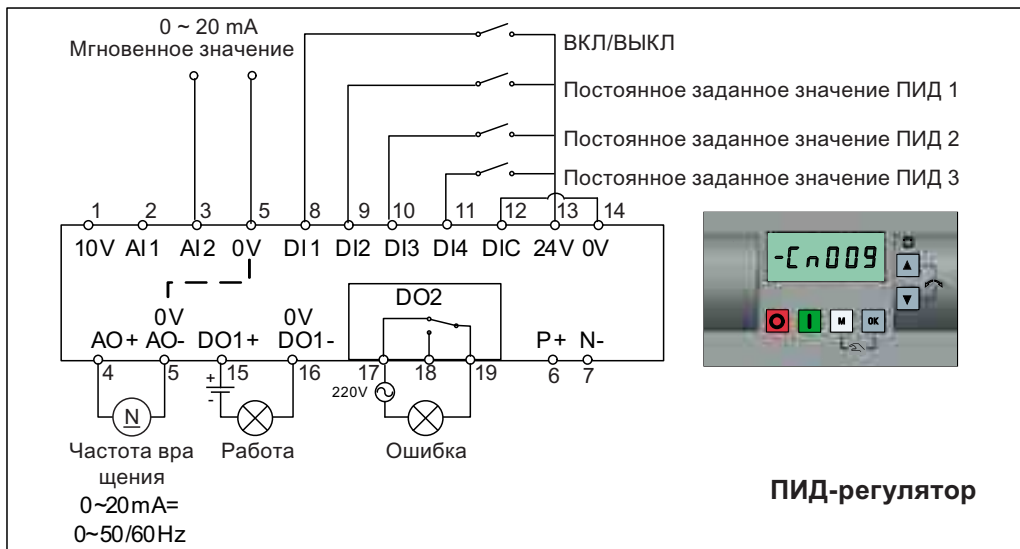 0 ~ 20 mA
Мгновенное значение
ВКЛ/ВЫКЛ
Постоянное заданное значение ПИД 1
Постоянное заданное значение ПИД 2
Постоянное заданное значение ПИД 3
1 2 3 5 8 9 10 11 12 13 14
10V AI1 AI2 0V DI1 DI2 DI3 DI4 DIC 24V 0V
-Cn009
DO2
0V 0V
AO+ AO- DO1+ DO1- P+ N-
M OK
4 5 15 16 17 18 19 6 7
+
-
220V
N
Частота вра
щения
Работа
Ошибка
0~20mA=
0~50/60Hz
ПИД-регулятор